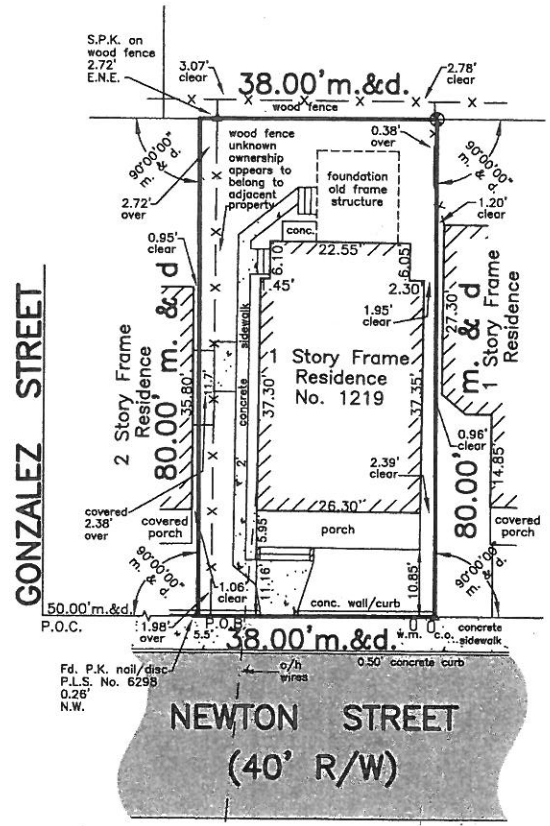 S.P.K. on
wood fence
2.72'
E.N.E.
3.07'
clear
38.00'm.&d.
2.78'
clear
wood fence
90°00'00"
m. & d.
wood fence
unknown
ownership
appears to
belong to
adjacent
property
0.38'
over
90°00'00"
m. & d.
2.72'
over
foundation
old frame
structure
1.20'
clear
0.95'
clear
conc.
22.55'
6.10'
6.05'
.45'
2.30'
1.95'
clear
27.30'
GONZALEZ STREET
2 Story Frame
Residence
35.80'
80.00' m. & d
11.7'
concrete 2' sidewalk
37.30'
1 Story Frame
Residence
No. 1219
37.35'
80.00' m. & d
1 Story Frame
Residence
0.96'
clear
14.85'
2.39'
clear
covered
2.38'
over
26.30'
covered
porch
5.95'
porch
covered
porch
90°00'00"
m. & d.
1.06'
clear
11.16'
10.85'
90°00'00"
m. & d.
conc. wall/curb
50.00'm.&d.
P.O.C.
1.98'
over
5.5'
P.O.B.
38.00'm.&d.
w.m.
c.o.
concrete
sidewalk
Fd. P.K. nail/disc
P.L.S. No. 6298
0.26'
N.W.
o/h
wires
0.50' concrete curb
NEWTON STREET
(40' R/W)